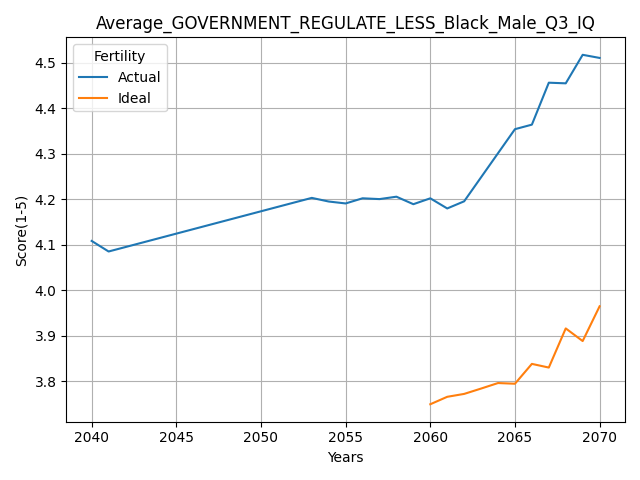 Average_GOVERNMENT_REGULATE_LESS_Black_Male_Q3_IQ
Fertility
Actual
Ideal
Score(1-5)
4.5
4.4
4.3
4.2
4.1
4.0
3.9
3.8
2040
2045
2050
2055
2060
2065
2070
Years